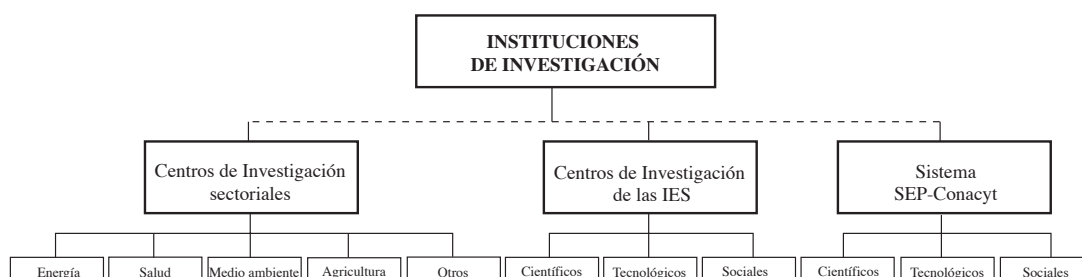 INSTITUCIONES
DE INVESTIGACIÓN
Centros de Investigación
sectoriales
Centros de Investigación
de las IES
Sistema
SEP-Conacyt
Energía
Salud
Medio ambiente
Agricultura
Otros
Científicos
Tecnológicos
Sociales
Científicos
Tecnológicos
Sociales